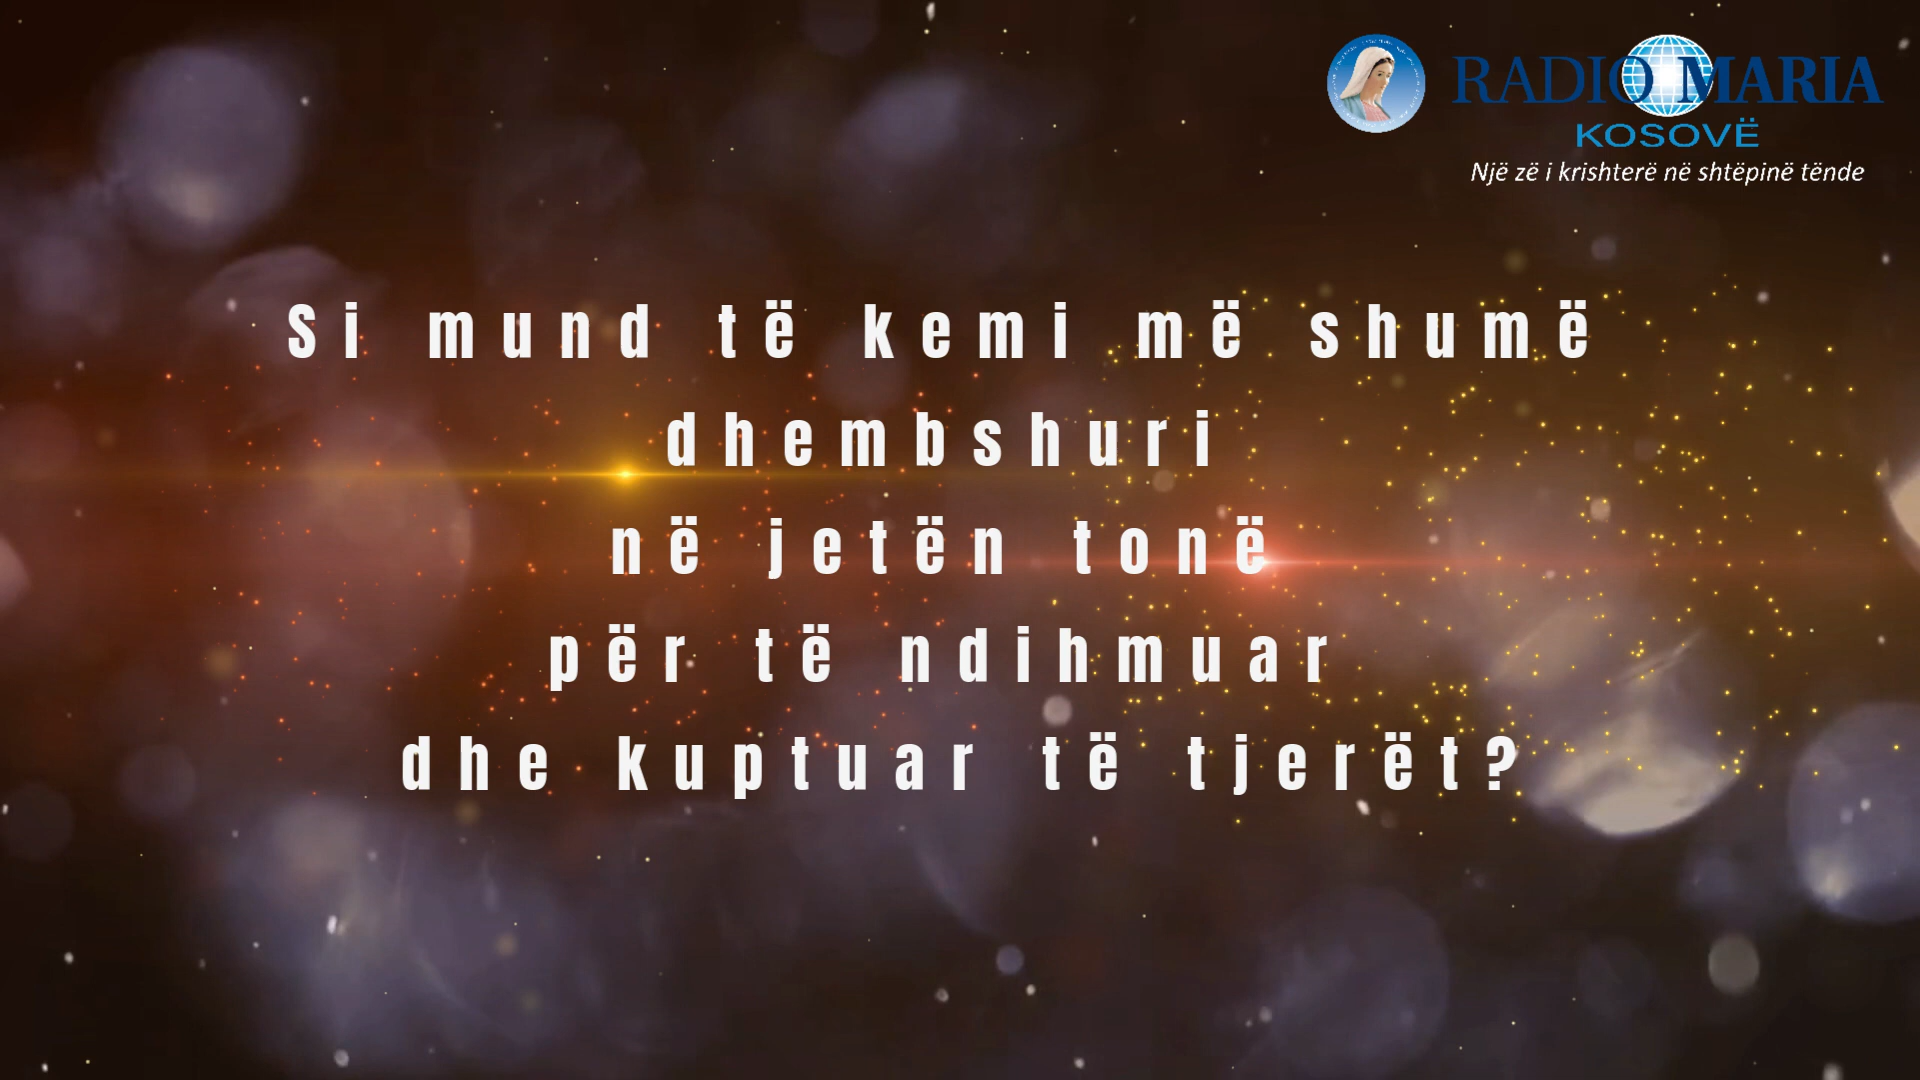 RADIO MARIA
KOSOVË
Një zë i krishterë në shtëpinë tënde
Si mund të kemi më shumë
dhembshuri
në jetën tonë
për të ndihmuar
dhe kuptuar të tjerët?